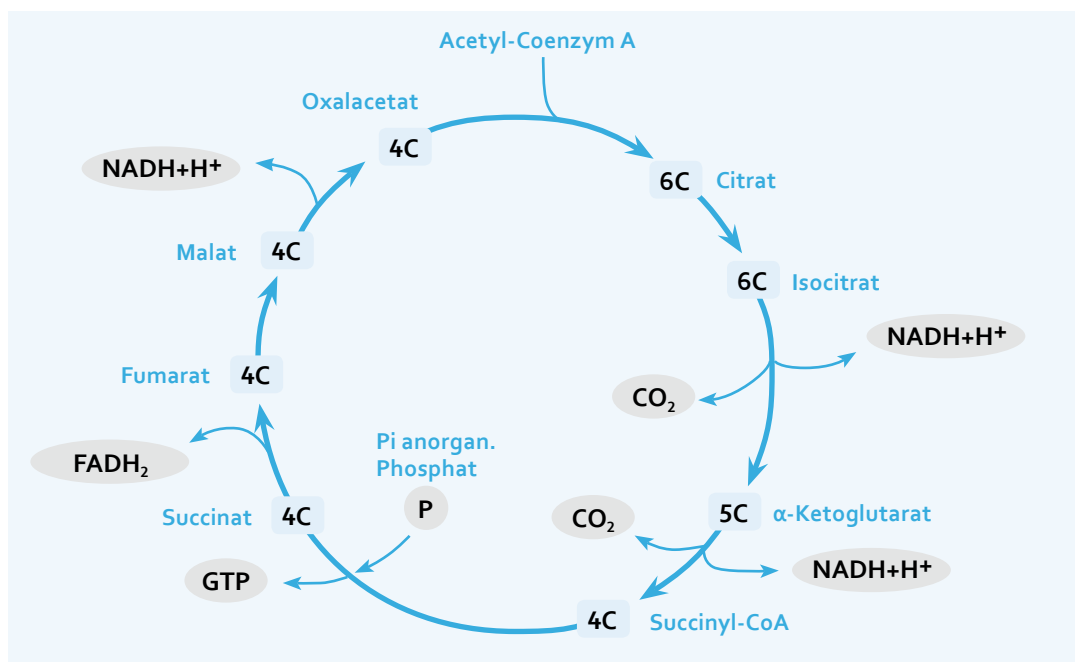 Acetyl-Coenzym A
Oxalacetat
4C
NADH+H⁺
6C
Citrat
Malat
4C
6C
Isocitrat
NADH+H⁺
Fumarat
4C
CO₂
FADH₂
Pi anorgan.
Phosphat
P
Succinat
4C
CO₂
5C
α-Ketoglutarat
GTP
NADH+H⁺
4C
Succinyl-CoA